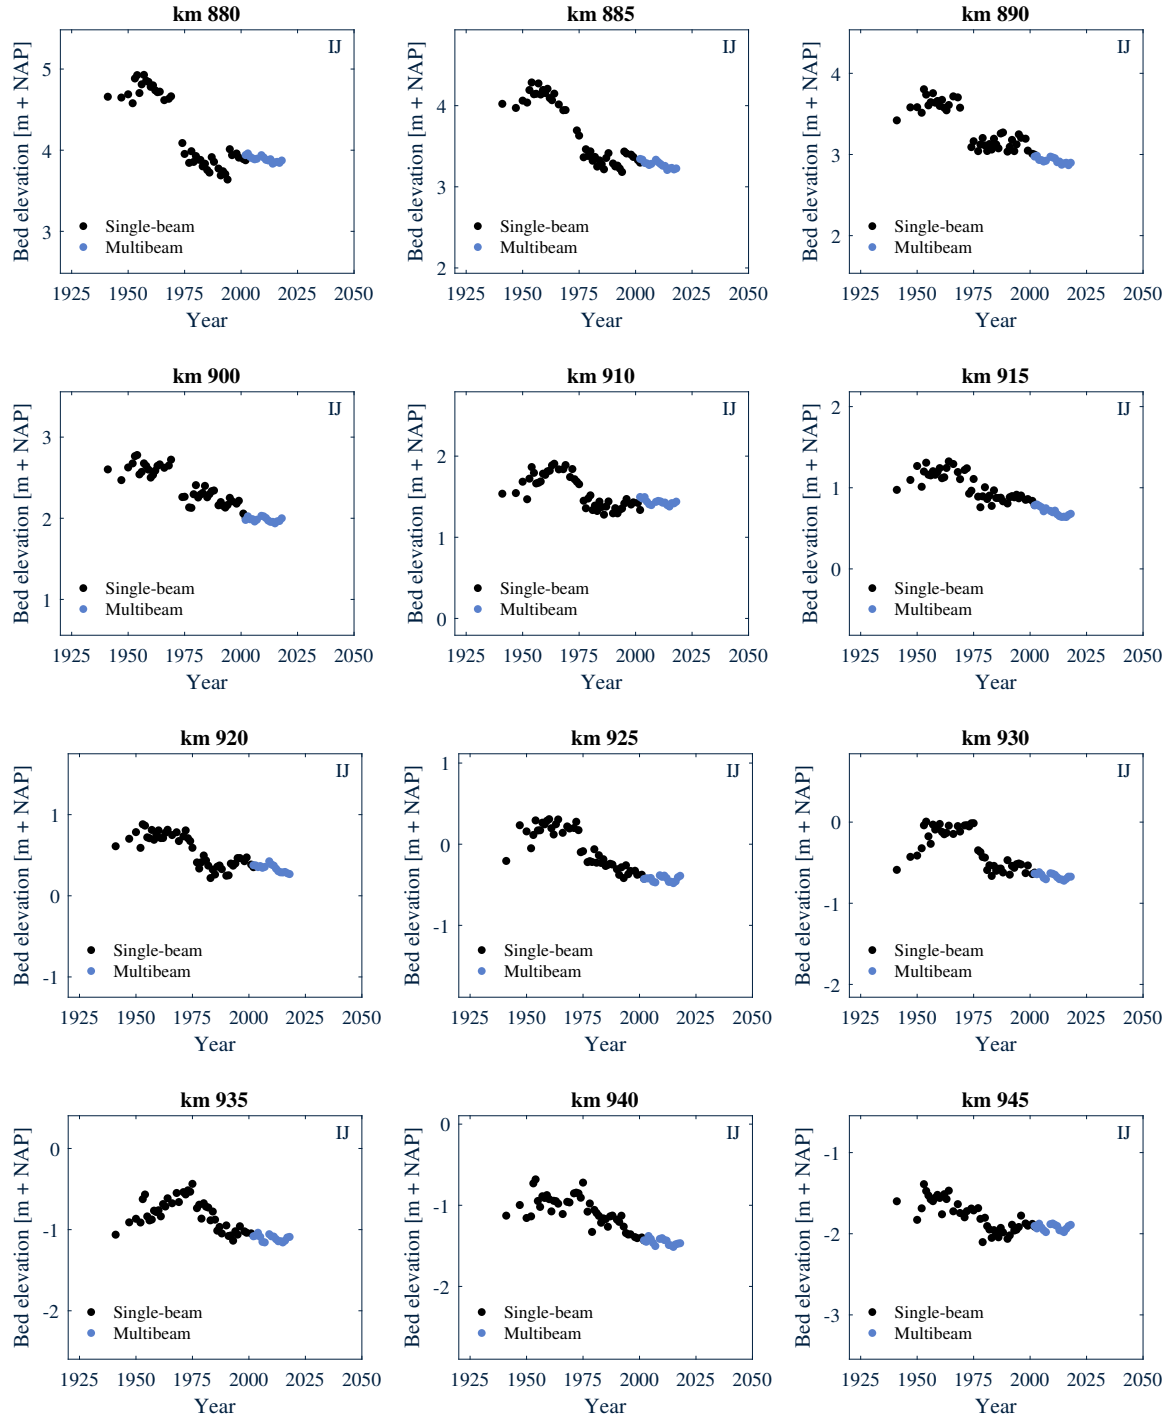 km 880
IJ
Bed elevation [m + NAP]
5
4
3
Single-beam
Multibeam
1925 1950 1975 2000 2025 2050
Year
km 885
IJ
Bed elevation [m + NAP]
4
3
2
Single-beam
Multibeam
1925 1950 1975 2000 2025 2050
Year
km 890
IJ
Bed elevation [m + NAP]
4
3
2
Single-beam
Multibeam
1925 1950 1975 2000 2025 2050
Year
km 900
IJ
Bed elevation [m + NAP]
3
2
1
Single-beam
Multibeam
1925 1950 1975 2000 2025 2050
Year
km 910
IJ
Bed elevation [m + NAP]
2
1
0
Single-beam
Multibeam
1925 1950 1975 2000 2025 2050
Year
km 915
IJ
Bed elevation [m + NAP]
2
1
0
Single-beam
Multibeam
1925 1950 1975 2000 2025 2050
Year
km 920
IJ
Bed elevation [m + NAP]
1
0
-1
Single-beam
Multibeam
1925 1950 1975 2000 2025 2050
Year
km 925
IJ
Bed elevation [m + NAP]
1
0
-1
Single-beam
Multibeam
1925 1950 1975 2000 2025 2050
Year
km 930
IJ
Bed elevation [m + NAP]
0
-1
-2
Single-beam
Multibeam
1925 1950 1975 2000 2025 2050
Year
km 935
IJ
Bed elevation [m + NAP]
0
-1
-2
Single-beam
Multibeam
1925 1950 1975 2000 2025 2050
Year
km 940
IJ
Bed elevation [m + NAP]
0
-1
-2
Single-beam
Multibeam
1925 1950 1975 2000 2025 2050
Year
km 945
IJ
Bed elevation [m + NAP]
-1
-2
-3
Single-beam
Multibeam
1925 1950 1975 2000 2025 2050
Year